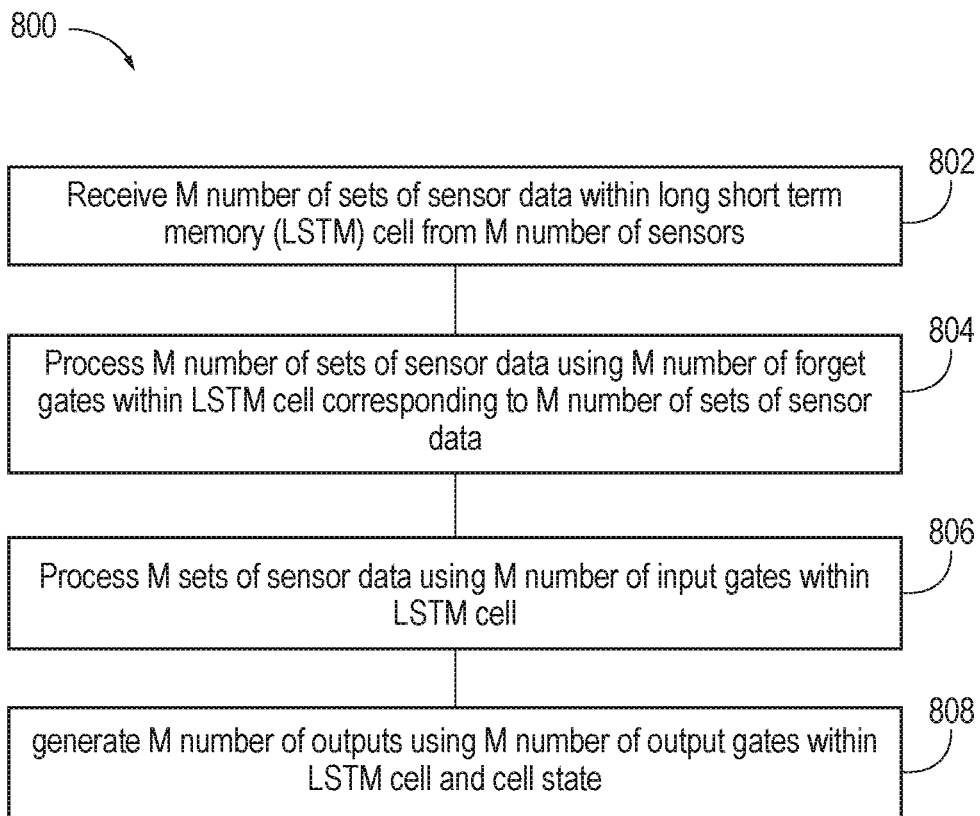 800
802
Receive M number of sets of sensor data within long short term
memory (LSTM) cell from M number of sensors
804
Process M number of sets of sensor data using M number of forget
gates within LSTM cell corresponding to M number of sets of sensor
data
806
Process M sets of sensor data using M number of input gates within
LSTM cell
808
generate M number of outputs using M number of output gates within
LSTM cell and cell state